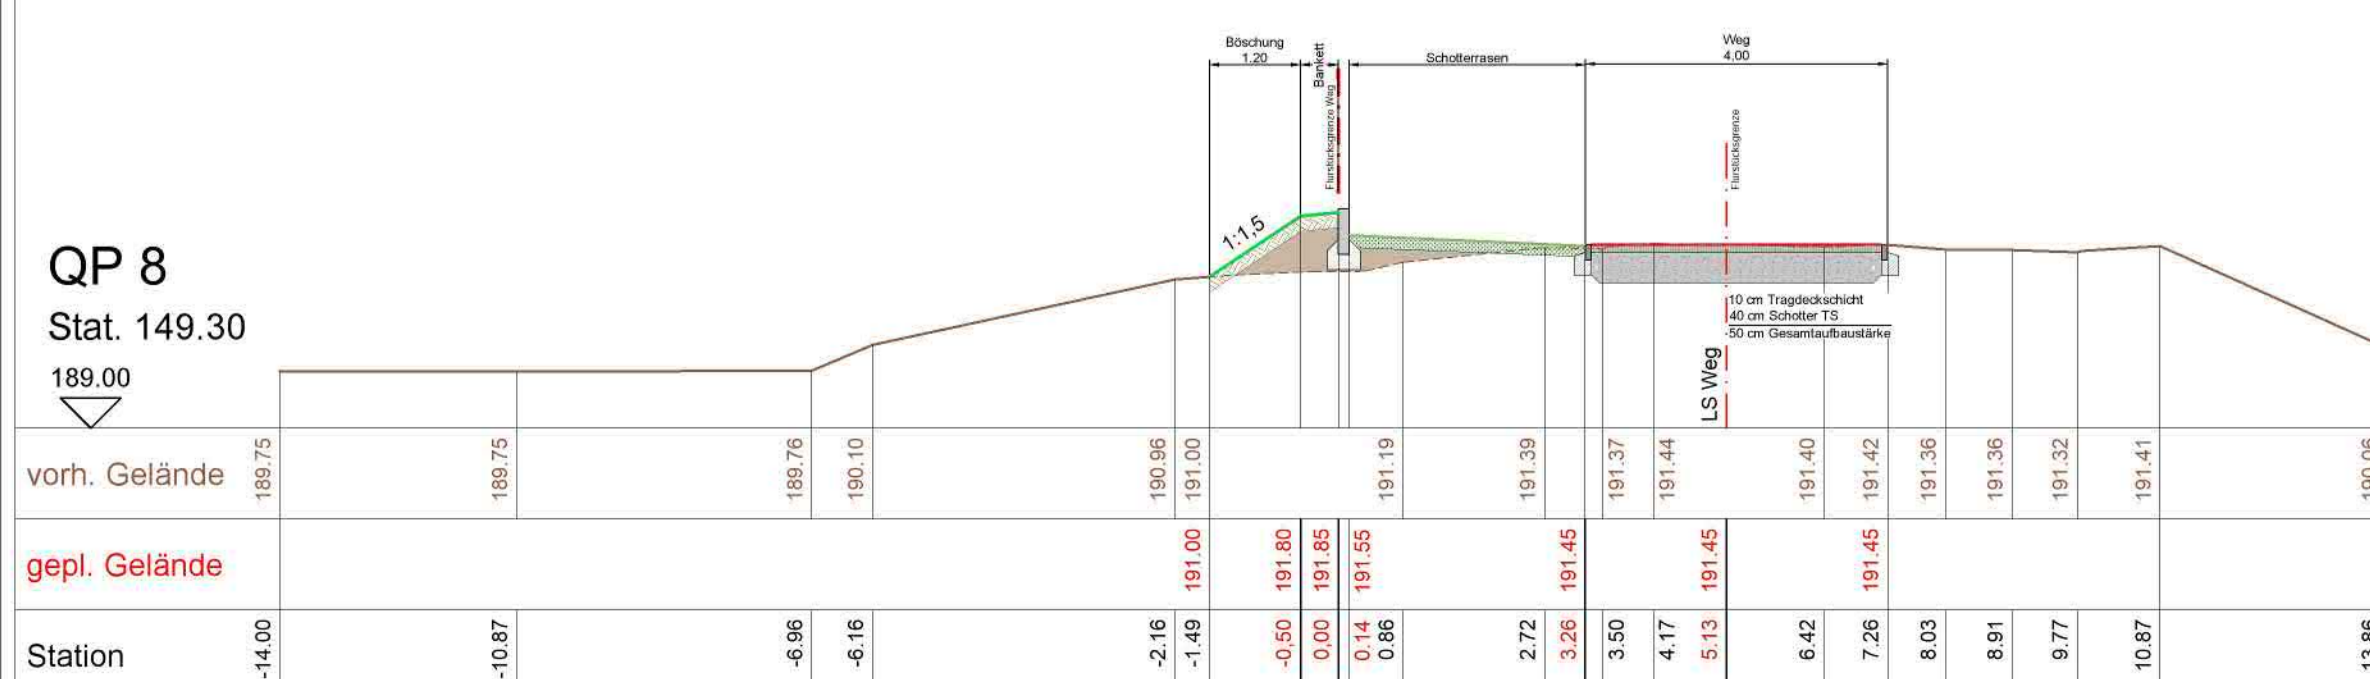 Böschung
1.20
Bankett
Flurstücksgrenze Weg
Schotterrasen
Weg
4,00
Flurstücksgrenze
1:1,5
QP 8
Stat. 149.30
189.00
10 cm Tragdeckschicht
40 cm Schotter TS
50 cm Gesamtaufbaustärke
LS Weg
vorh. Gelände 189.75 189.75 189.76 190.10 190.96 191.00 191.19 191.39 191.37 191.44 191.40 191.42 191.36 191.36 191.32 191.41
gepl. Gelände 191.00 191.80 191.85 191.55 191.45 191.45 191.45
Station -14.00 -10.87 -6.96 -6.16 -2.16 -1.49 -0,50 0,00 0.14 0.86 2.72 3.26 3.50 4.17 5.13 6.42 7.26 8.03 8.91 9.77 10.87